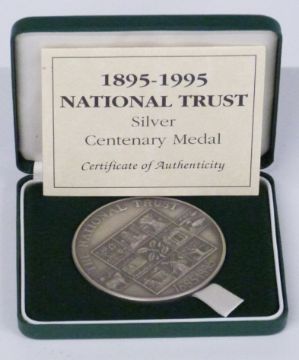 1895-1995
NATIONAL TRUST
Silver
Centenary Medal
Certificate of Authenticity
THE NATIONAL TRUST